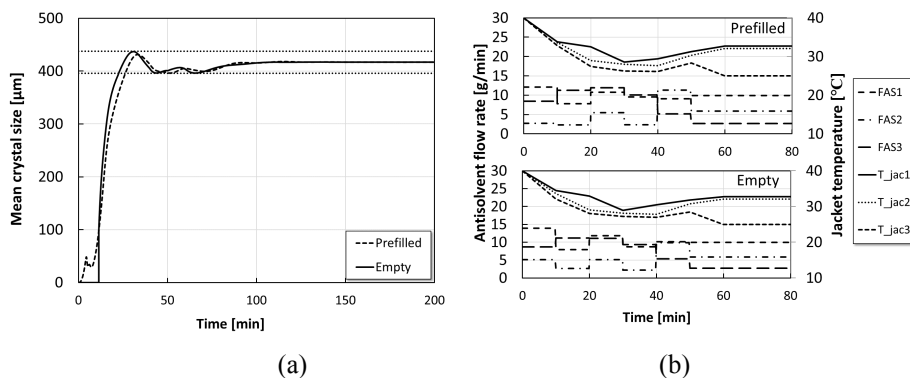 Mean crystal size [µm]
500
400
300
200
100
0
Prefilled
Empty
0 50 100 150 200
Time [min]
(a)
(b)
Antisolvent flow rate [g/min]
Jacket temperature [℃]
30
25
20
15
10
5
0
Prefilled
40
30
20
10
0 20 40 60 80
30
25
20
15
10
5
0
Empty
40
30
20
10
0 20 40 60 80
Time [min]
FAS1
FAS2
FAS3
T_jac1
T_jac2
T_jac3